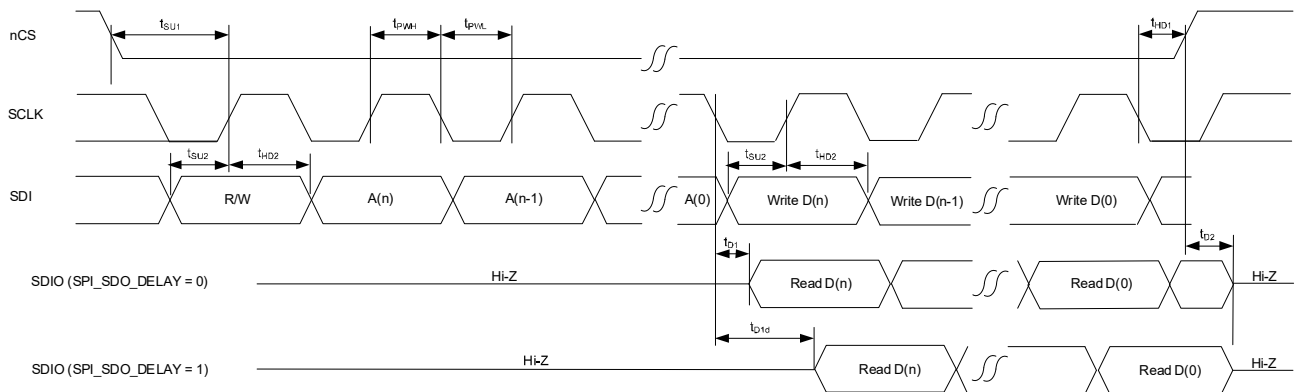 nCS
tSU1
tPWH
tPWL
tHD1
SCLK
tSU2
tHD2
tSU2
tHD2
SDI
R/W
A(n)
A(n-1)
A(0)
Write D(n)
Write D(n-1)
Write D(0)
tD1
tD2
SDIO (SPI_SDO_DELAY = 0)
Hi-Z
Read D(n)
Read D(0)
Hi-Z
tD1d
SDIO (SPI_SDO_DELAY = 1)
Hi-Z
Read D(n)
Read D(0)
Hi-Z